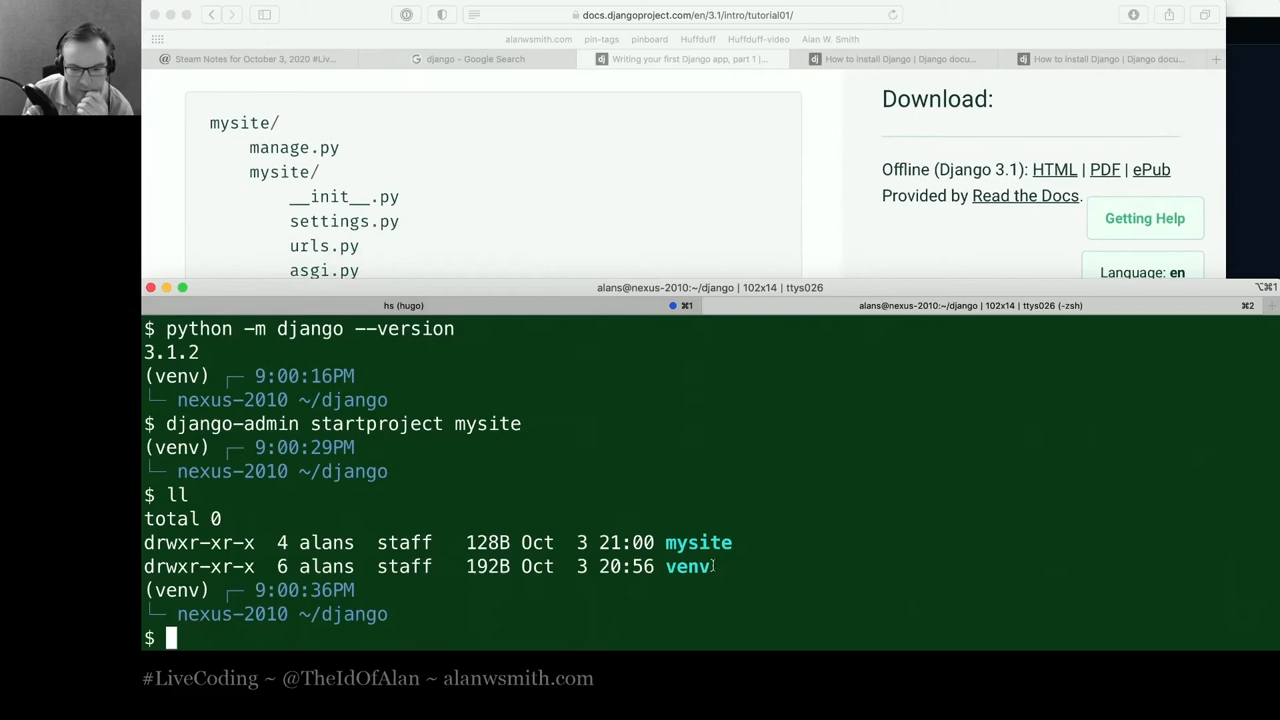 docs.djangoproject.com/en/3.1/intro/tutorial01/
alanwsmith.com pin-tags pinboard Huffduff Huffduff-video Alan W. Smith
Steam Notes for October 3, 2020 #Liv...
django - Google Search
Writing your first Django app, part 1 |...
How to install Django | Django docu...
How to install Django | Django docu...
mysite/
manage.py
mysite/
__init__.py
settings.py
urls.py
asgi.py
Download:
Offline (Django 3.1): HTML | PDF | ePub
Provided by Read the Docs.
Getting Help
Language: en
alans@nexus-2010:~/django | 102x14 | ttys026
⌥⌘1
hs (hugo)
⌘1
alans@nexus-2010:~/django | 102x14 | ttys026 (-zsh)
⌘2
$ python -m django --version
3.1.2
(venv) ┌─ 9:00:16PM
└─ nexus-2010 ~/django
$ django-admin startproject mysite
(venv) ┌─ 9:00:29PM
└─ nexus-2010 ~/django
$ ll
total 0
drwxr-xr-x 4 alans staff 128B Oct 3 21:00 mysite
drwxr-xr-x 6 alans staff 192B Oct 3 20:56 venv
(venv) ┌─ 9:00:36PM
└─ nexus-2010 ~/django
$
#LiveCoding ~ @TheIdOfAlan ~ alanwsmith.com